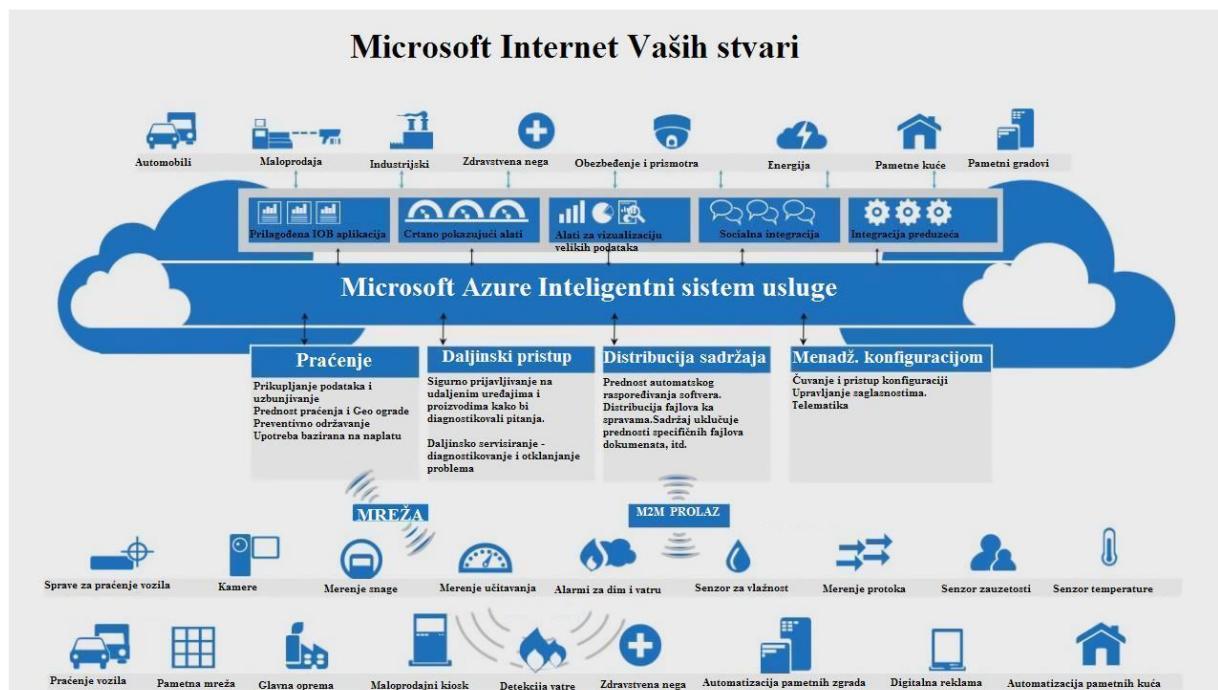 Microsoft Internet Vaših stvari
Automobili
Maloprodaja
Industrijski
Zdravstvena nega
Obezbeđenje i prismotra
Energija
Pametne kuće
Pametni gradovi
Prilagođena IOB aplikacija
Crtano pokazujući alati
Alati za vizualizaciju
velikih podataka
Socialna integracija
Integracija preduzeća
Microsoft Azure Inteligentni sistem usluge
Praćenje
Prikupljanje podataka i
uzbunjivanje
Prednost praćenja i Geo ograde
Preventivno održavanje
Upotreba bazirana na naplatu
Daljinski pristup
Sigurno prijavljivanje na
udaljenim uređajima i
proizvodima kako bi
diagnostikovali pitanja.
Daljinsko servisiranje -
diagnostikovanje i otklanjanje
problema
Distribucija sadržaja
Prednost automatskog
raspoređivanja softvera.
Distribucija fajlova ka
spravama.Sadržaj uklučuje
prednosti specifičnih fajlova
dokumenata, itd.
Menadž. konfiguracijom
Čuvanje i pristup konfiguraciji
Upravljanje saglasnostima.
Telematika
MREŽA
M2M PROLAZ
Sprave za praćenje vozila
Kamere
Merenje snage
Merenje učitavanja
Alarmi za dim i vatru
Senzor za vlažnost
Merenje protoka
Senzor zauzetosti
Senzor temperature
Praćenje vozila
Pametna mreža
Glavna oprema
Maloprodajni kiosk
Detekcija vatre
Zdravstvena nega
Automatizacija pametnih zgrada
Digitalna reklama
Automatizacija pametnih kuća